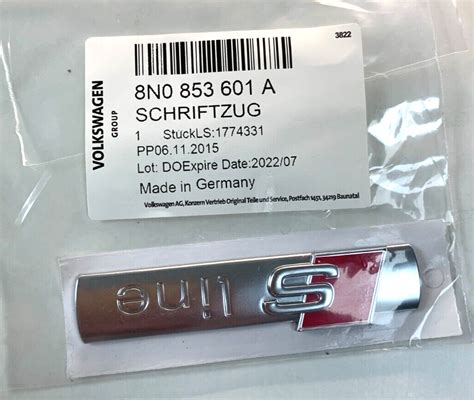 3822
VOLKSWAGEN
GROUP
8N0 853 601 A
SCHRIFTZUG
1 StuckLS:1774331
PP06.11.2015
Lot: DOExpire Date:2022/07
Made in Germany
Volkswagen AG, Konzern Vertrieb Original Teile und Service, Postfach 1451, 34219 Baunatal
S line